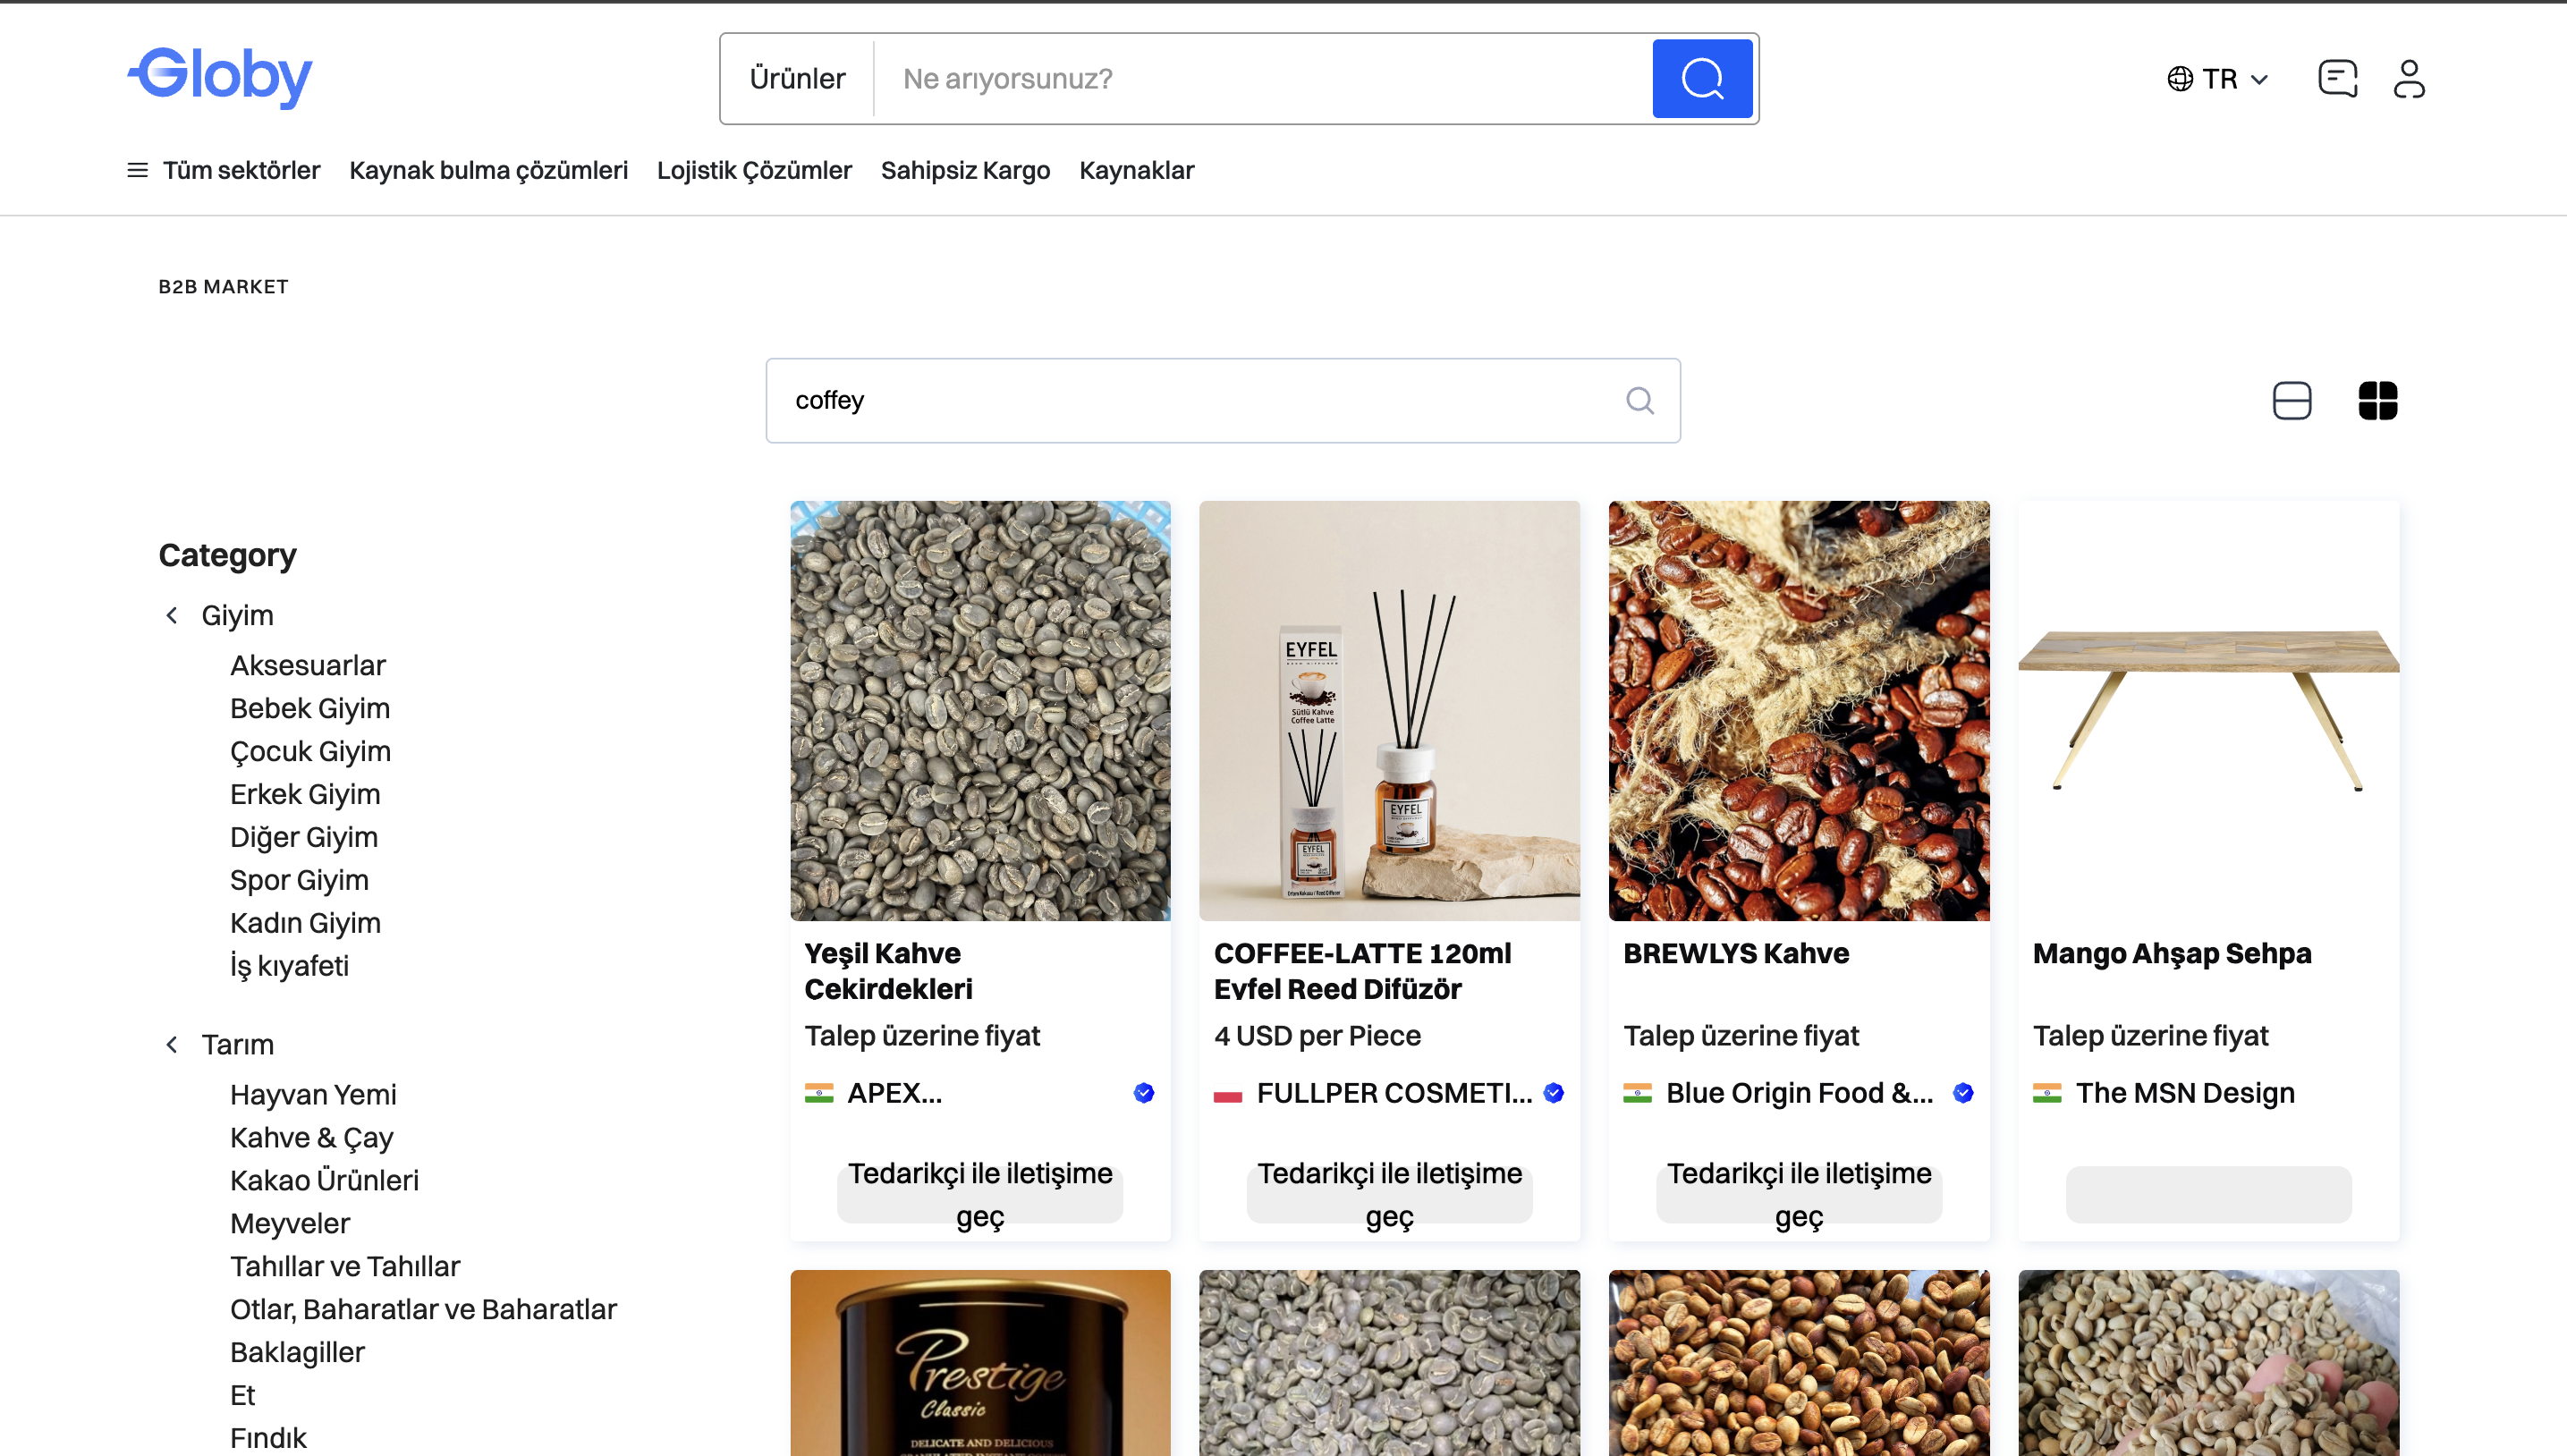 Globy
Ürünler
Ne arıyorsunuz?
TR
Tüm sektörler
Kaynak bulma çözümleri
Lojistik Çözümler
Sahipsiz Kargo
Kaynaklar
B2B MARKET
coffey
Category
Giyim
Aksesuarlar
Bebek Giyim
Çocuk Giyim
Erkek Giyim
Diğer Giyim
Spor Giyim
Kadın Giyim
İş kıyafeti
Tarım
Hayvan Yemi
Kahve & Çay
Kakao Ürünleri
Meyveler
Tahıllar ve Tahıllar
Otlar, Baharatlar ve Baharatlar
Baklagiller
Et
Fındık
Yeşil Kahve
Çekirdekleri
Talep üzerine fiyat
APEX...
Tedarikçi ile iletişime
geç
EYFEL
Sütlü Kahve
Coffee Latte
EYFEL
EYFEL
COFFEE-LATTE 120ml
Eyfel Reed Difüzör
4 USD per Piece
FULLPER COSMETI...
Tedarikçi ile iletişime
geç
BREWLYS Kahve
Talep üzerine fiyat
Blue Origin Food &...
Tedarikçi ile iletişime
geç
Mango Ahşap Sehpa
Talep üzerine fiyat
The MSN Design
Prestige
Classic
DELICATE AND DELICIOUS